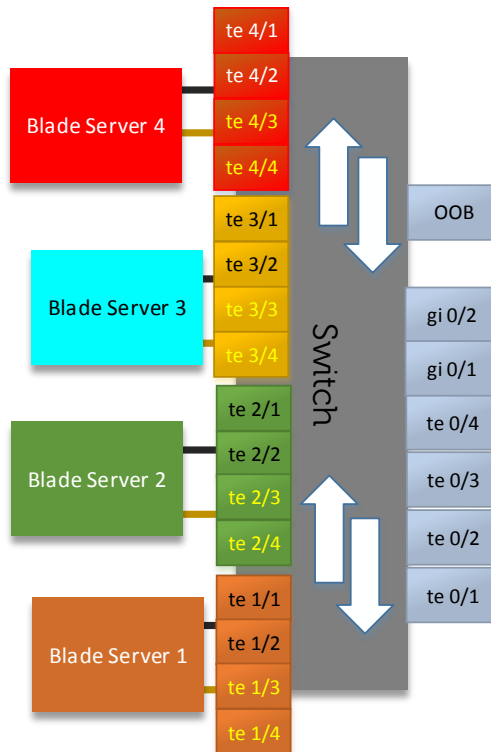 te 4/1
te 4/2
te 4/3
te 4/4
Blade Server 4
te 3/1
te 3/2
te 3/3
te 3/4
Blade Server 3
te 2/1
te 2/2
te 2/3
te 2/4
Blade Server 2
te 1/1
te 1/2
te 1/3
te 1/4
Blade Server 1
Switch
OOB
gi 0/2
gi 0/1
te 0/4
te 0/3
te 0/2
te 0/1